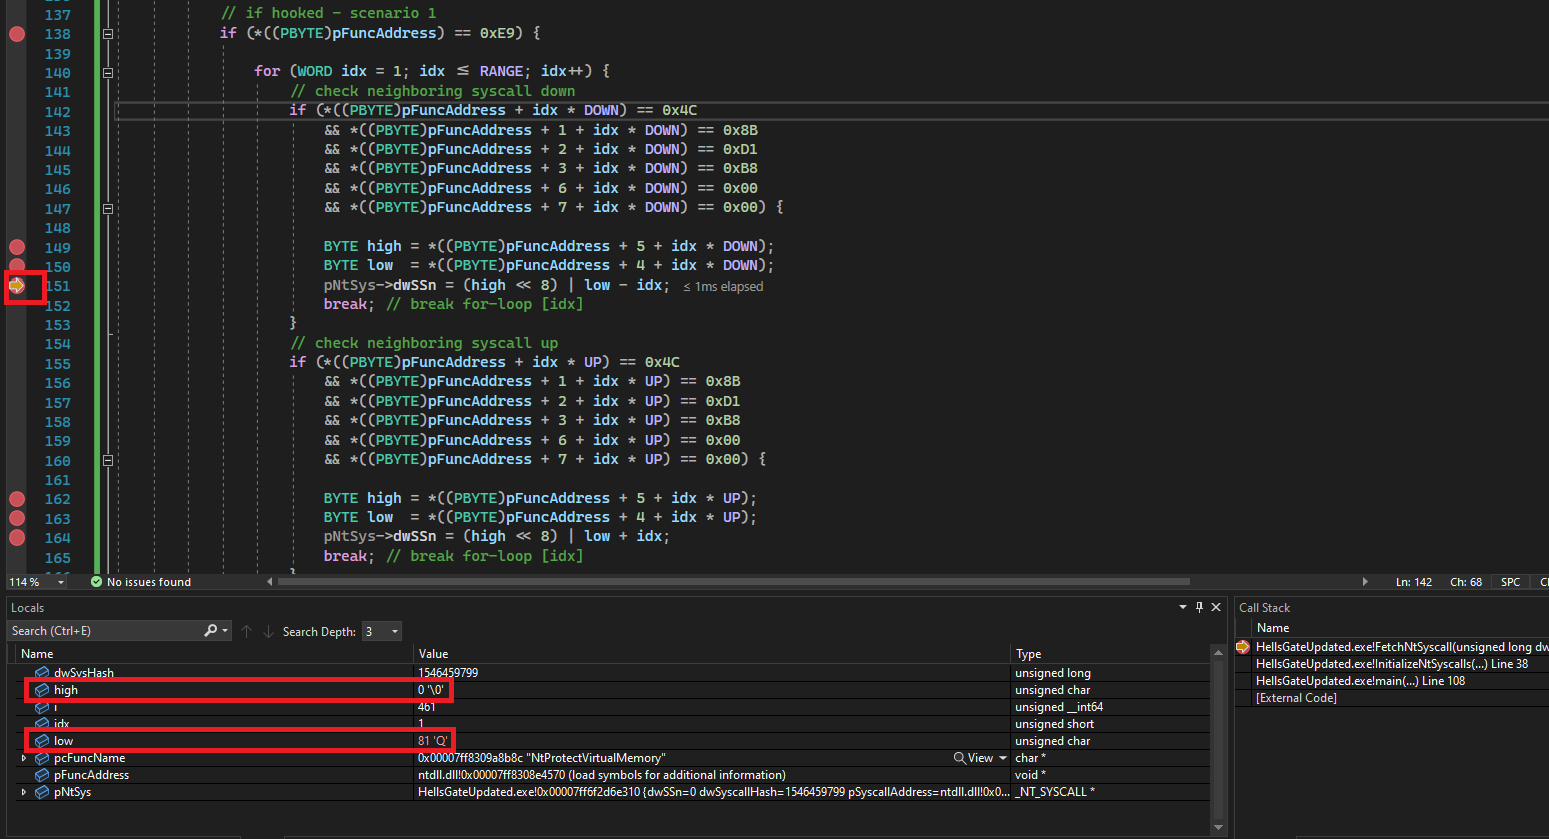 137 // if hooked - scenario 1
138 if (*((PBYTE)pFuncAddress) == 0xE9) {
139
140 for (WORD idx = 1; idx ≤ RANGE; idx++) {
141 // check neighboring syscall down
142 if (*((PBYTE)pFuncAddress + idx * DOWN) == 0x4C
143 && *((PBYTE)pFuncAddress + 1 + idx * DOWN) == 0x8B
144 && *((PBYTE)pFuncAddress + 2 + idx * DOWN) == 0xD1
145 && *((PBYTE)pFuncAddress + 3 + idx * DOWN) == 0xB8
146 && *((PBYTE)pFuncAddress + 6 + idx * DOWN) == 0x00
147 && *((PBYTE)pFuncAddress + 7 + idx * DOWN) == 0x00) {
148
149 BYTE high = *((PBYTE)pFuncAddress + 5 + idx * DOWN);
150 BYTE low = *((PBYTE)pFuncAddress + 4 + idx * DOWN);
151 pNtSys->dwSSn = (high << 8) | low - idx; ≤ 1ms elapsed
152 break; // break for-loop [idx]
153 }
154 // check neighboring syscall up
155 if (*((PBYTE)pFuncAddress + idx * UP) == 0x4C
156 && *((PBYTE)pFuncAddress + 1 + idx * UP) == 0x8B
157 && *((PBYTE)pFuncAddress + 2 + idx * UP) == 0xD1
158 && *((PBYTE)pFuncAddress + 3 + idx * UP) == 0xB8
159 && *((PBYTE)pFuncAddress + 6 + idx * UP) == 0x00
160 && *((PBYTE)pFuncAddress + 7 + idx * UP) == 0x00) {
161
162 BYTE high = *((PBYTE)pFuncAddress + 5 + idx * UP);
163 BYTE low = *((PBYTE)pFuncAddress + 4 + idx * UP);
164 pNtSys->dwSSn = (high << 8) | low + idx;
165 break; // break for-loop [idx]
114 % No issues found Ln: 142 Ch: 68 SPC
Locals
Search (Ctrl+E) Search Depth: 3
Name Value Type
dwSysHash 1546459799 unsigned long
high 0 '\0' unsigned char
i 461 unsigned __int64
idx 1 unsigned short
low 81 'Q' unsigned char
pcFuncName 0x00007ff8309a8b8c "NtProtectVirtualMemory" View char *
pFuncAddress ntdll.dll!0x00007ff8308e4570 (load symbols for additional information) void *
pNtSys HellsGateUpdated.exe!0x00007ff6f2d6e310 {dwSSn=0 dwSyscallHash=1546459799 pSyscallAddress=ntdll.dll!0x0... _NT_SYSCALL *
Call Stack
Name
HellsGateUpdated.exe!FetchNtSyscall(unsigned long dw
HellsGateUpdated.exe!InitializeNtSyscalls(...) Line 38
HellsGateUpdated.exe!main(...) Line 108
[External Code]